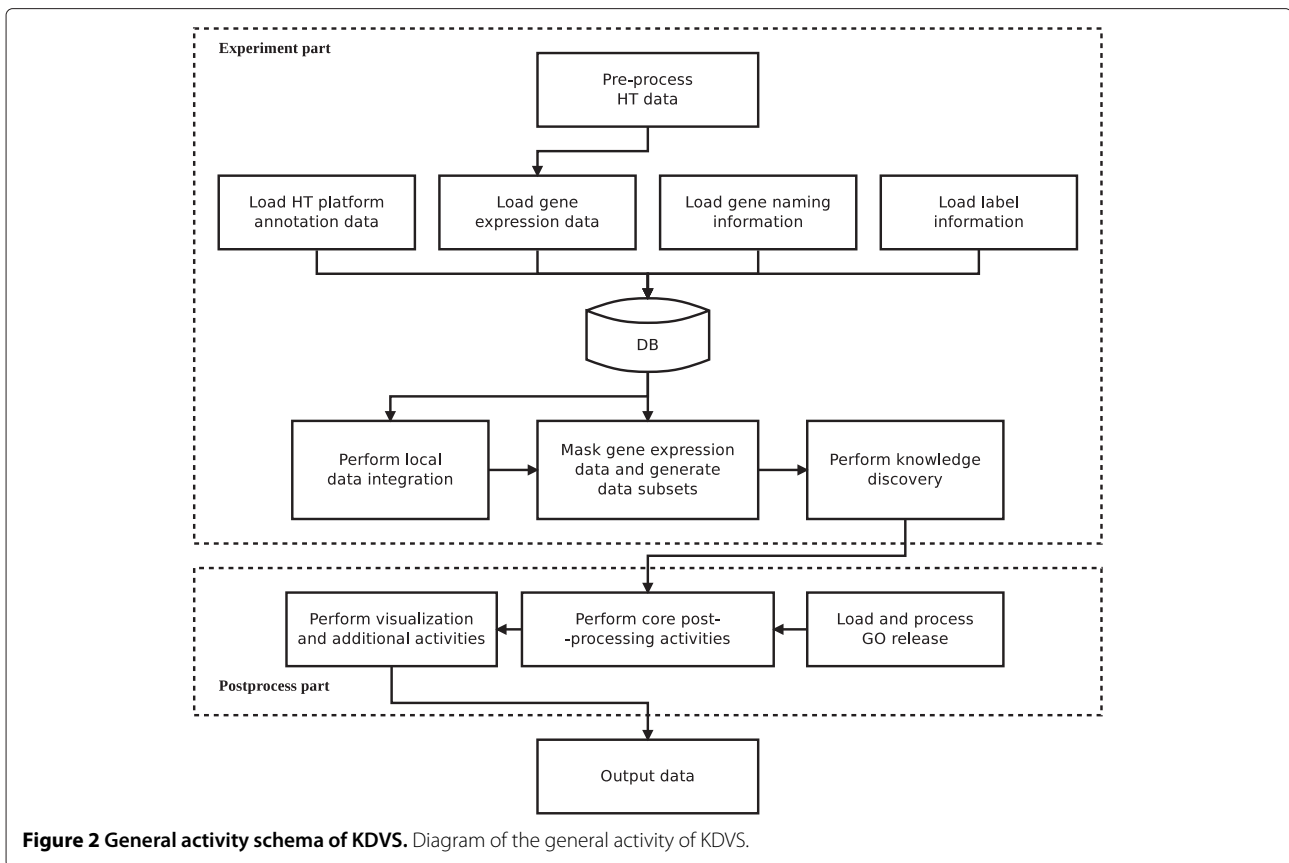 Experiment part
Pre-process
HT data
Load HT platform
annotation data
Load gene
expression data
Load gene naming
information
Load label
information
DB
Perform local
data integration
Mask gene expression
data and generate
data subsets
Perform knowledge
discovery
Perform visualization
and additional activities
Perform core post-
-processing activities
Load and process
GO release
Postprocess part
Output data
Figure 2 General activity schema of KDVS. Diagram of the general activity of KDVS.